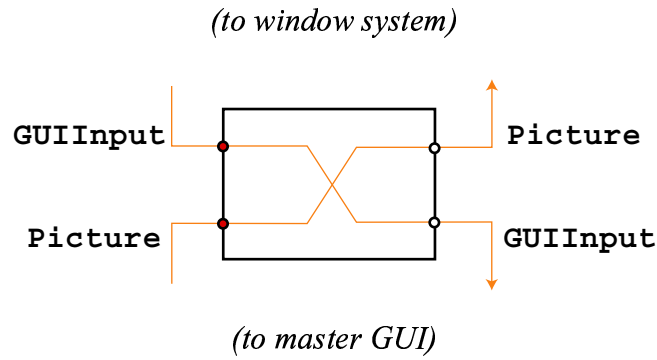 (to window system)
GUIInput
Picture
Picture
GUIInput
(to master GUI)